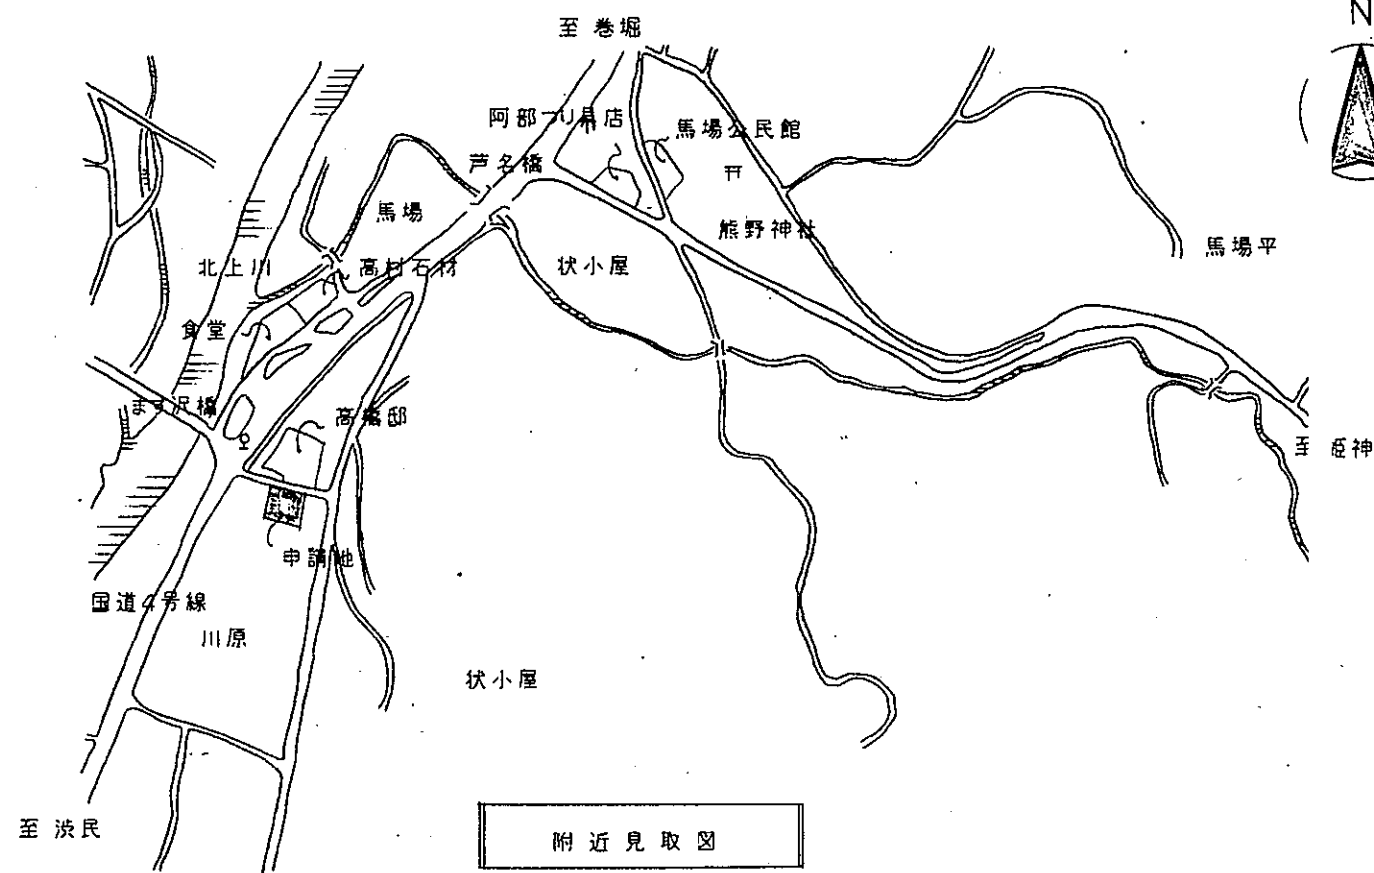 至 巻堀
N
阿部つり具店
馬場公民館
芦名橋
馬場
熊野神社
馬場平
北上川
高村石材
状小屋
食堂
ます沢橋
高橋邸
至 姫神
申請地
国道4号線
川原
状小屋
至 渋民
附近見取図